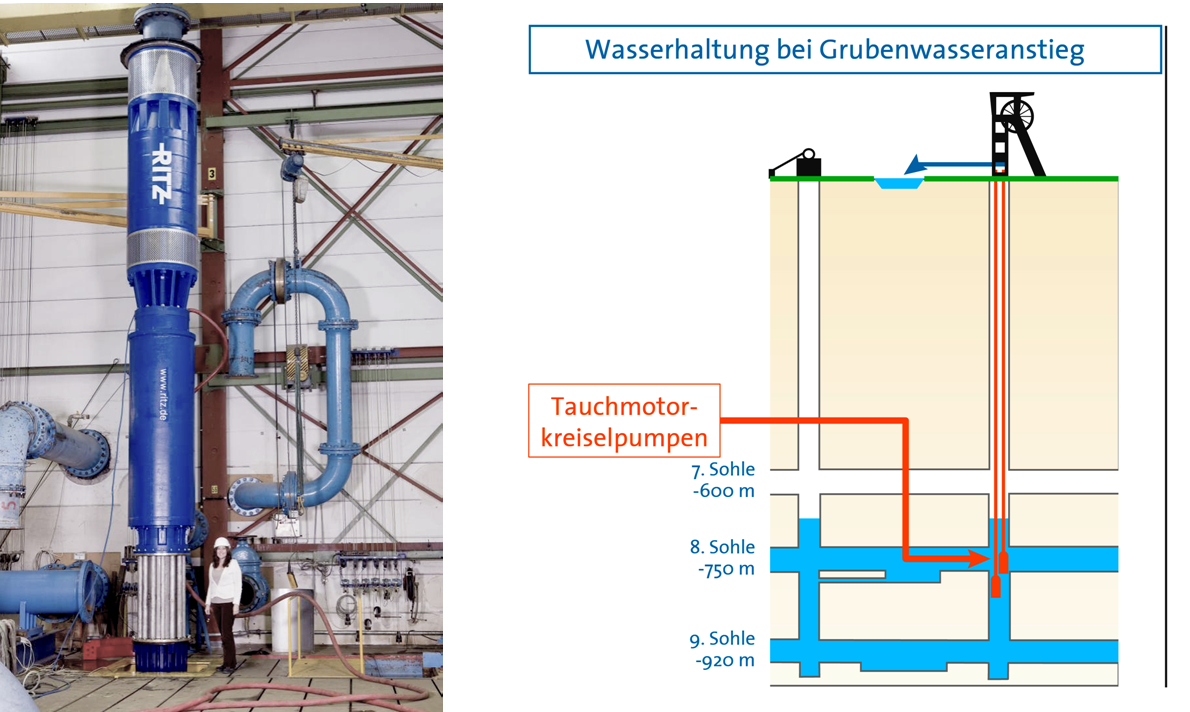 RITZ
www.ritz.de
3
5
Wasserhaltung bei Grubenwasseranstieg
Tauchmotor-
kreiselpumpen
7. Sohle
-600 m
8. Sohle
-750 m
9. Sohle
-920 m